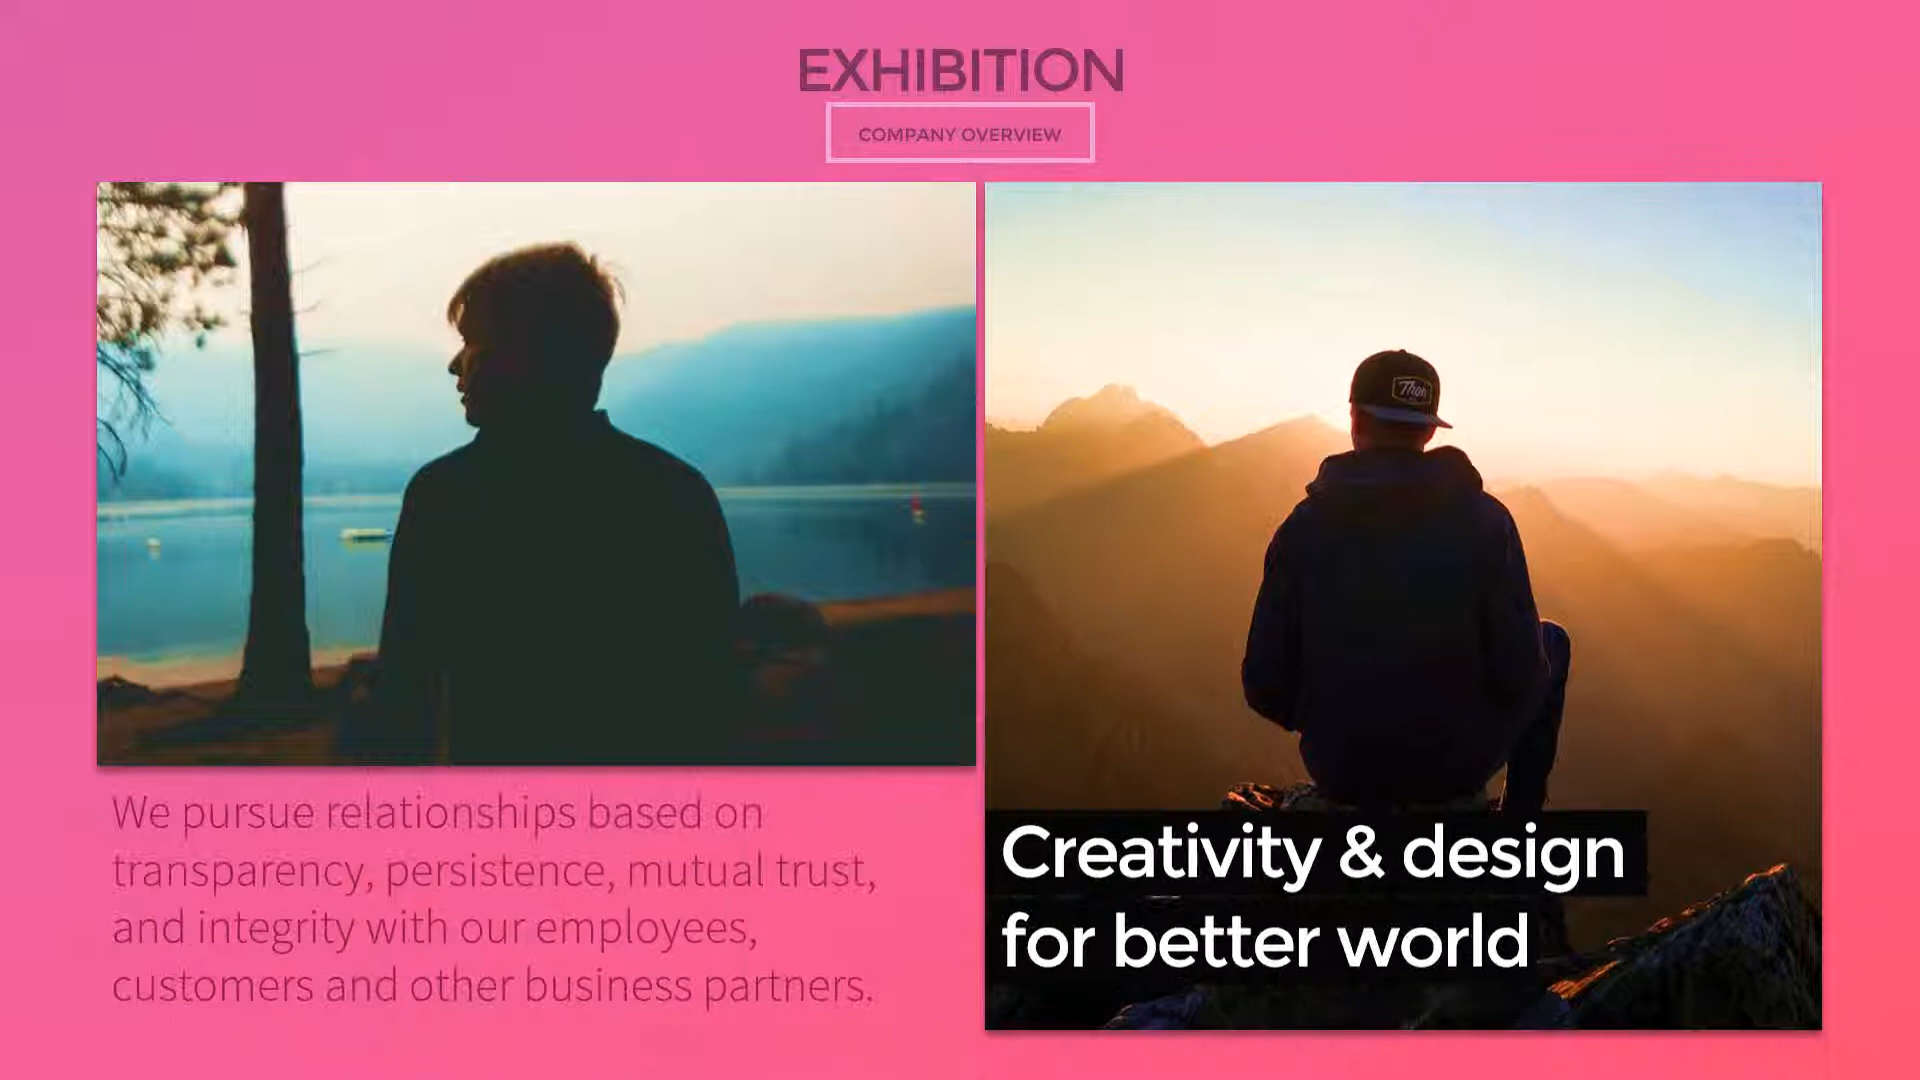 EXHIBITION
COMPANY OVERVIEW
Thon
We pursue relationships based on
transparency, persistence, mutual trust,
and integrity with our employees,
customers and other business partners.
Creativity & design
for better world